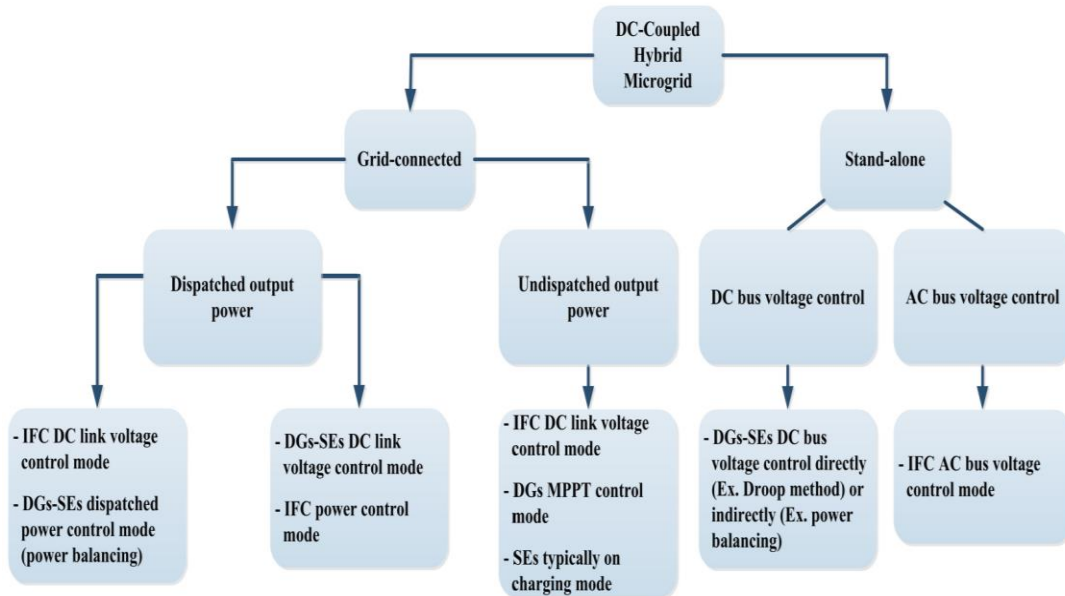 DC-Coupled
Hybrid
Microgrid
Grid-connected
Stand-alone
Dispatched output
power
Undispatched output
power
DC bus voltage control
AC bus voltage control
- IFC DC link voltage
control mode
- DGs-SEs dispatched
power control mode
(power balancing)
- DGs-SEs DC link
voltage control mode
- IFC power control
mode
- IFC DC link voltage
control mode
- DGs MPPT control
mode
- SEs typically on
charging mode
- DGs-SEs DC bus
voltage control directly
(Ex. Droop method) or
indirectly (Ex. power
balancing)
- IFC AC bus voltage
control mode